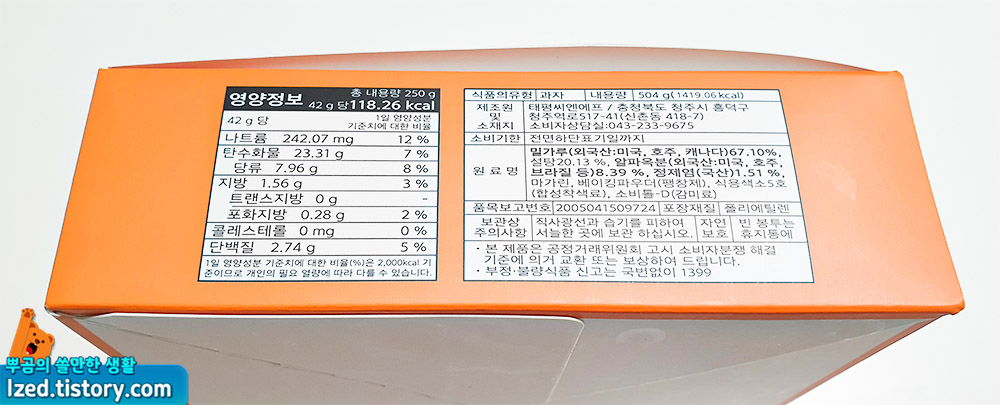 영양정보
총 내용량 250 g
42 g 당 118.26 kcal
42 g 당
1일 영양성분
기준치에 대한 비율
나트륨 242.07 mg 12 %
탄수화물 23.31 g 7 %
당류 7.96 g 8 %
지방 1.56 g 3 %
트랜스지방 0 g -
포화지방 0.28 g 2 %
콜레스테롤 0 mg 0 %
단백질 2.74 g 5 %
1일 영양성분 기준치에 대한 비율(%)은 2,000kcal 기
준이므로 개인의 필요 열량에 따라 다를 수 있습니다.
식품의유형 과자 내용량 504 g (1419.06 kcal)
제조원
및
소재지
태평씨엔에프 / 충청북도 청주시 흥덕구
청주역로517-41(신촌동 418-7)
소비자상담실:043-233-9675
소비기한 전면하단표기일까지
원 료 명
밀가루(외국산:미국, 호주, 캐나다)67.10%,
설탕20.13 %, 알파옥분(외국산:미국, 호주,
브라질 등)8.39 %, 정제염(국산)1.51 %,
마가린, 베이킹파우더(팽창제), 식용색소5호
(합성착색료), 소비톨-D(감미료)
품목보고번호 2005041509724 포장재질 폴리에틸렌
보관상
주의사항
직사광선과 습기를 피하여
서늘한 곳에 보관 하십시오.
자연
보호
빈 봉투는
휴지통에
· 본 제품은 공정거래위원회 고시 소비자분쟁 해결
기준에 의거 교환 또는 보상하여 드립니다.
· 부정·불량식품 신고는 국번없이 1399
뿌곰의 쓸만한 생활
lzed.tistory.com